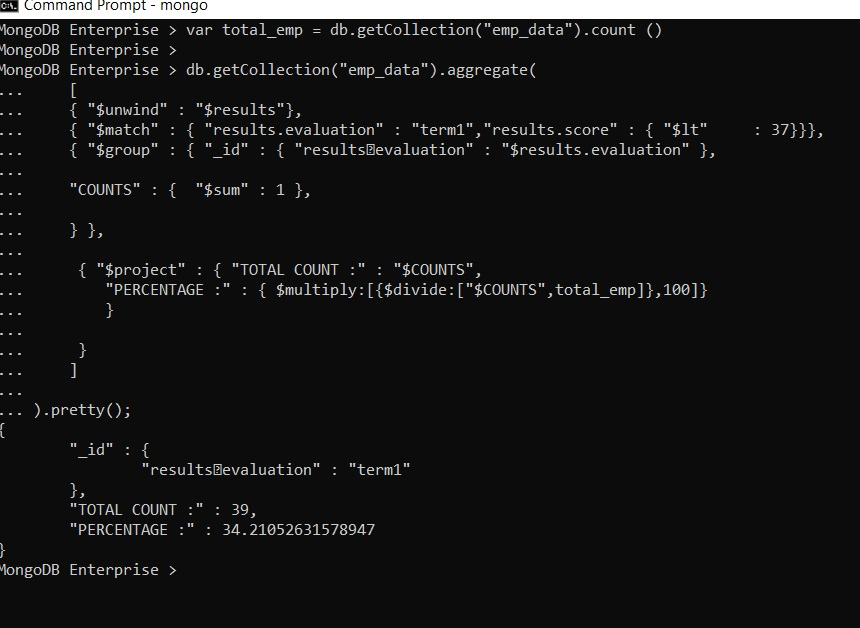 Command Prompt - mongo
MongoDB Enterprise > var total_emp = db.getCollection("emp_data").count ()
MongoDB Enterprise >
MongoDB Enterprise > db.getCollection("emp_data").aggregate(
... [
... { "$unwind" : "$results"},
... { "$match" : { "results.evaluation" : "term1","results.score" : { "$lt" : 37}}},
... { "$group" : { "_id" : { "results�evaluation" : "$results.evaluation" },
...
... "COUNTS" : { "$sum" : 1 },
...
... } },
...
... { "$project" : { "TOTAL COUNT :" : "$COUNTS",
... "PERCENTAGE :" : { $multiply:[{$divide:["$COUNTS",total_emp]},100]}
... }
...
... }
... ]
...
... ).pretty();
{
"_id" : {
"results�evaluation" : "term1"
},
"TOTAL COUNT :" : 39,
"PERCENTAGE :" : 34.21052631578947
}
MongoDB Enterprise >